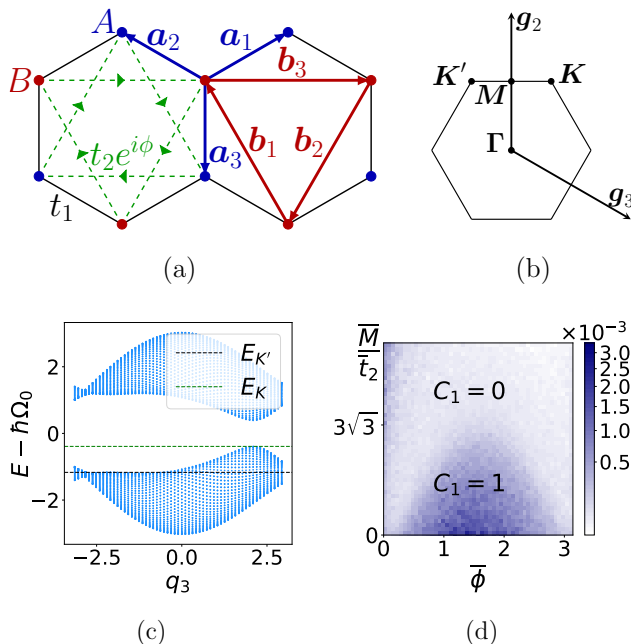 A
B
a₂
a₁
b₃
b₁
b₂
a₃
t₂e^{iϕ}
t₁
(a)
g₂
K′
K
M
Γ
g₃
(b)
E − ħΩ₀
2
0
−2
E_{K′}
E_K
−2.5
0.0
2.5
q₃
(c)
M̅
t̅₂
3√3
0
C₁ = 0
C₁ = 1
0
1
2
3
ϕ̅
×10⁻³
3.0
2.5
2.0
1.5
1.0
0.5
(d)